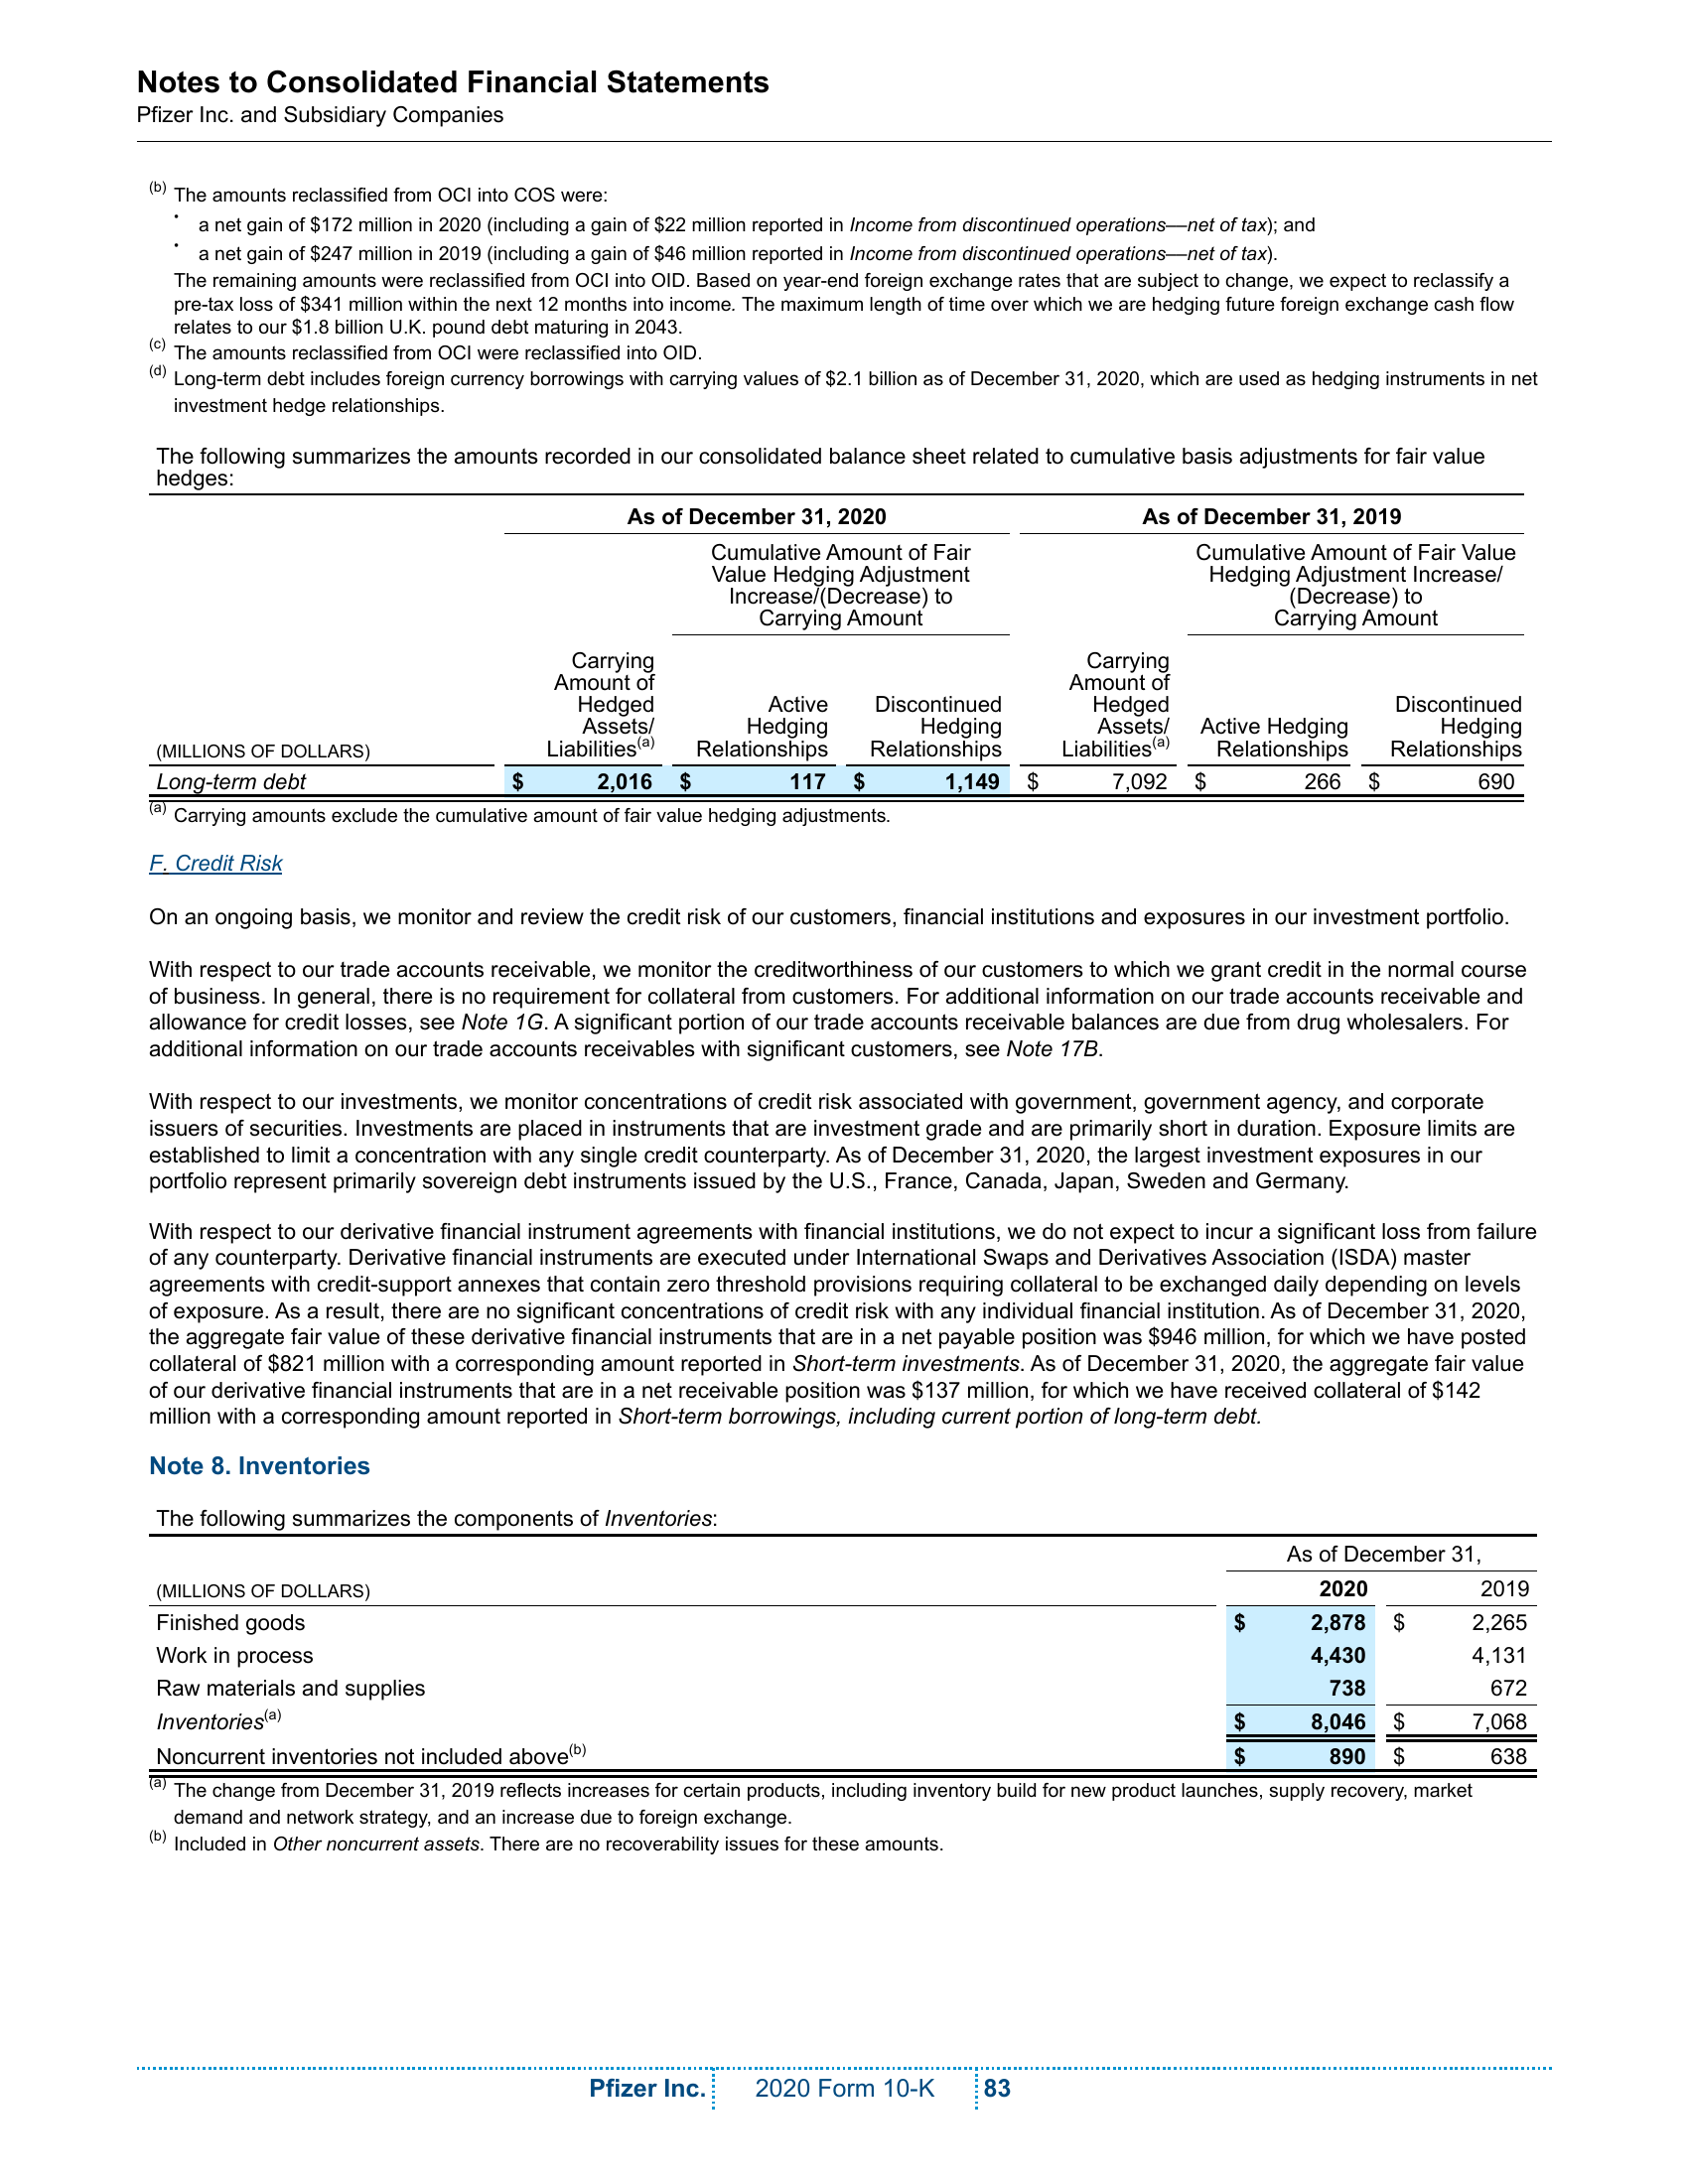 Notes to Consolidated Financial Statements
Pfizer Inc. and Subsidiary Companies
(b) The amounts reclassified from OCI into COS were:
• a net gain of $172 million in 2020 (including a gain of $22 million reported in Income from discontinued operations––net of tax); and
• a net gain of $247 million in 2019 (including a gain of $46 million reported in Income from discontinued operations––net of tax).
The remaining amounts were reclassified from OCI into OID. Based on year-end foreign exchange rates that are subject to change, we expect to reclassify a
pre-tax loss of $341 million within the next 12 months into income. The maximum length of time over which we are hedging future foreign exchange cash flow
relates to our $1.8 billion U.K. pound debt maturing in 2043.
(c) The amounts reclassified from OCI were reclassified into OID.
(d) Long-term debt includes foreign currency borrowings with carrying values of $2.1 billion as of December 31, 2020, which are used as hedging instruments in net
investment hedge relationships.
The following summarizes the amounts recorded in our consolidated balance sheet related to cumulative basis adjustments for fair value
hedges:
As of December 31, 2020 As of December 31, 2019
Cumulative Amount of Fair Cumulative Amount of Fair Value
Value Hedging Adjustment Hedging Adjustment Increase/
Increase/(Decrease) to (Decrease) to
Carrying Amount Carrying Amount
Carrying Carrying
Amount of Amount of
Hedged Active Discontinued Hedged Discontinued
Assets/ Hedging Hedging Assets/ Active Hedging Hedging
(MILLIONS OF DOLLARS) Liabilities(a) Relationships Relationships Liabilities(a) Relationships Relationships
Long-term debt $ 2,016 $ 117 $ 1,149 $ 7,092 $ 266 $ 690
(a) Carrying amounts exclude the cumulative amount of fair value hedging adjustments.
F. Credit Risk
On an ongoing basis, we monitor and review the credit risk of our customers, financial institutions and exposures in our investment portfolio.
With respect to our trade accounts receivable, we monitor the creditworthiness of our customers to which we grant credit in the normal course
of business. In general, there is no requirement for collateral from customers. For additional information on our trade accounts receivable and
allowance for credit losses, see Note 1G. A significant portion of our trade accounts receivable balances are due from drug wholesalers. For
additional information on our trade accounts receivables with significant customers, see Note 17B.
With respect to our investments, we monitor concentrations of credit risk associated with government, government agency, and corporate
issuers of securities. Investments are placed in instruments that are investment grade and are primarily short in duration. Exposure limits are
established to limit a concentration with any single credit counterparty. As of December 31, 2020, the largest investment exposures in our
portfolio represent primarily sovereign debt instruments issued by the U.S., France, Canada, Japan, Sweden and Germany.
With respect to our derivative financial instrument agreements with financial institutions, we do not expect to incur a significant loss from failure
of any counterparty. Derivative financial instruments are executed under International Swaps and Derivatives Association (ISDA) master
agreements with credit-support annexes that contain zero threshold provisions requiring collateral to be exchanged daily depending on levels
of exposure. As a result, there are no significant concentrations of credit risk with any individual financial institution. As of December 31, 2020,
the aggregate fair value of these derivative financial instruments that are in a net payable position was $946 million, for which we have posted
collateral of $821 million with a corresponding amount reported in Short-term investments. As of December 31, 2020, the aggregate fair value
of our derivative financial instruments that are in a net receivable position was $137 million, for which we have received collateral of $142
million with a corresponding amount reported in Short-term borrowings, including current portion of long-term debt.
Note 8. Inventories
The following summarizes the components of Inventories:
As of December 31,
(MILLIONS OF DOLLARS) 2020 2019
Finished goods $ 2,878 $ 2,265
Work in process 4,430 4,131
Raw materials and supplies 738 672
Inventories(a) $ 8,046 $ 7,068
Noncurrent inventories not included above(b) $ 890 $ 638
(a) The change from December 31, 2019 reflects increases for certain products, including inventory build for new product launches, supply recovery, market
demand and network strategy, and an increase due to foreign exchange.
(b) Included in Other noncurrent assets. There are no recoverability issues for these amounts.
Pfizer Inc. 2020 Form 10-K 83